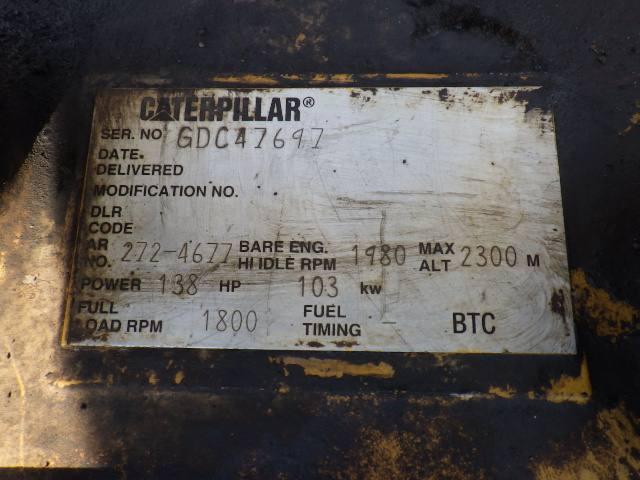 CATERPILLAR®
SER. NO GDC47697
DATE
DELIVERED
MODIFICATION NO.
DLR
CODE
AR
NO. 272-4677 BARE ENG.
HI IDLE RPM 1980 MAX
ALT 2300 M
POWER 138 HP 103 kw
FULL
LOAD RPM 1800 FUEL
TIMING – BTC